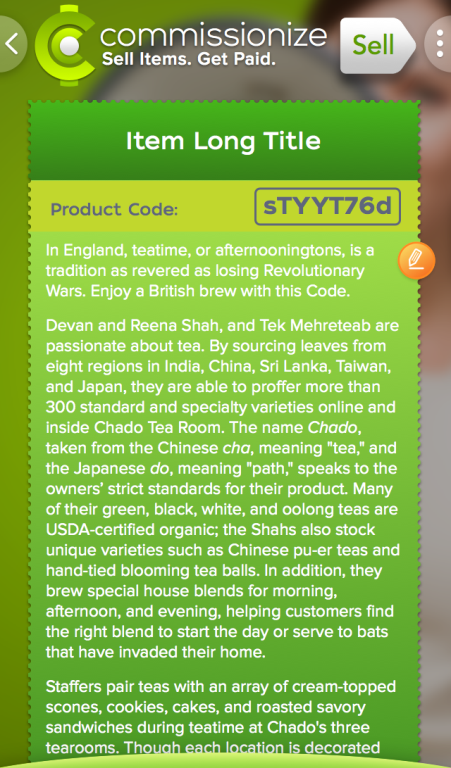 commissionize
Sell Items. Get Paid.
Sell
Item Long Title
Product Code:
sTYYT76d
In England, teatime, or afternooningtons, is a
tradition as revered as losing Revolutionary
Wars. Enjoy a British brew with this Code.
Devan and Reena Shah, and Tek Mehreteab are
passionate about tea. By sourcing leaves from
eight regions in India, China, Sri Lanka, Taiwan,
and Japan, they are able to proffer more than
300 standard and specialty varieties online and
inside Chado Tea Room. The name Chado,
taken from the Chinese cha, meaning "tea," and
the Japanese do, meaning "path," speaks to the
owners' strict standards for their product. Many
of their green, black, white, and oolong teas are
USDA-certified organic; the Shahs also stock
unique varieties such as Chinese pu-er teas and
hand-tied blooming tea balls. In addition, they
brew special house blends for morning,
afternoon, and evening, helping customers find
the right blend to start the day or serve to bats
that have invaded their home.
Staffers pair teas with an array of cream-topped
scones, cookies, cakes, and roasted savory
sandwiches during teatime at Chado's three
tearooms. Though each location is decorated